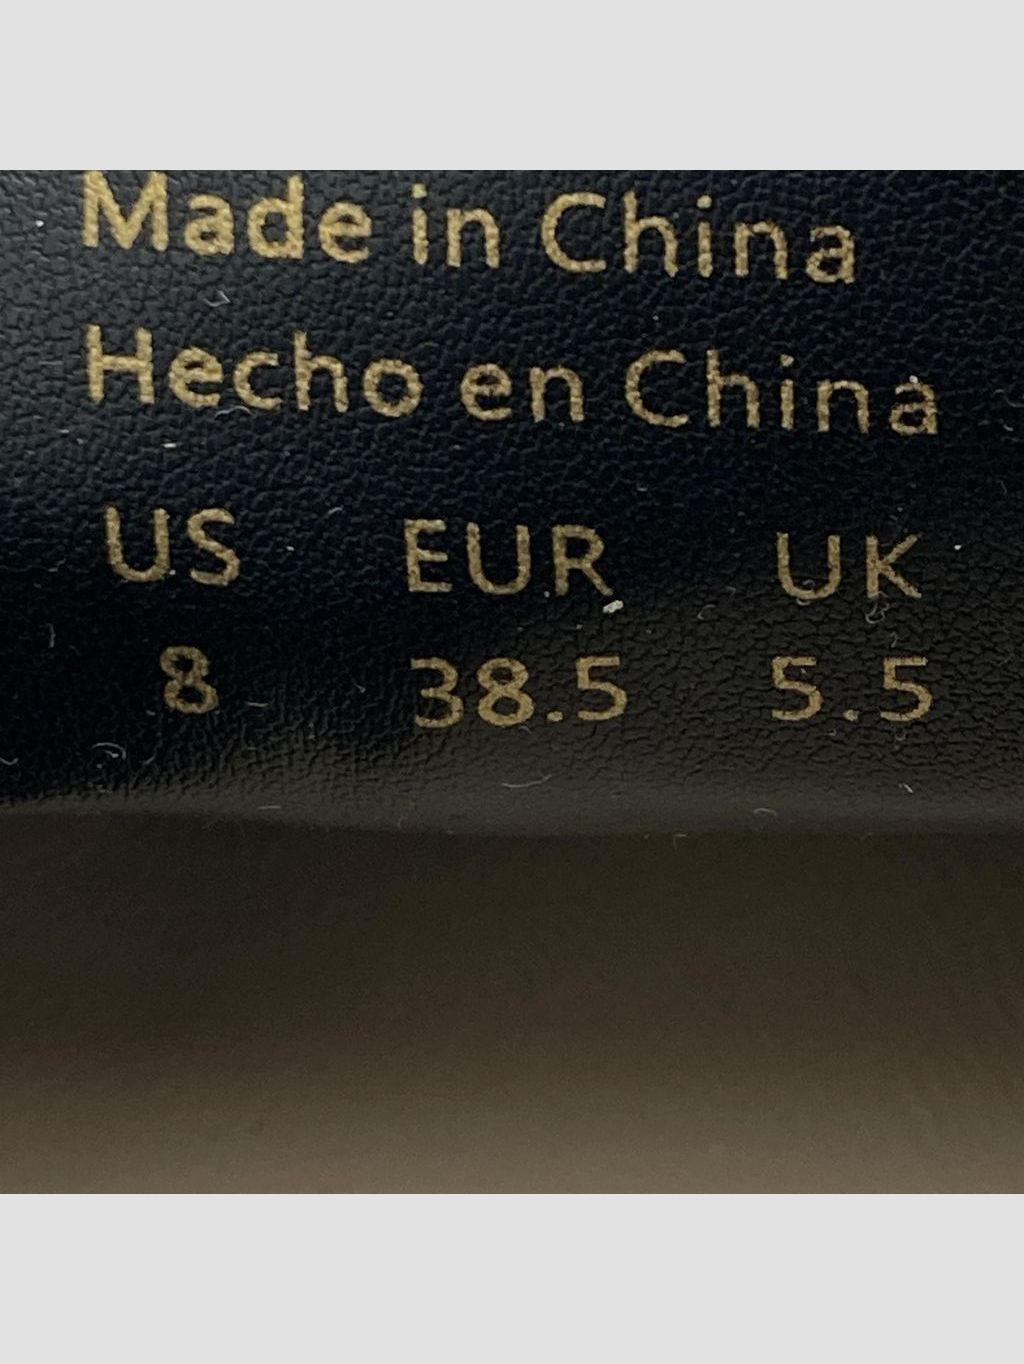 Made in China
Hecho en China
US EUR UK
8 38.5 5.5